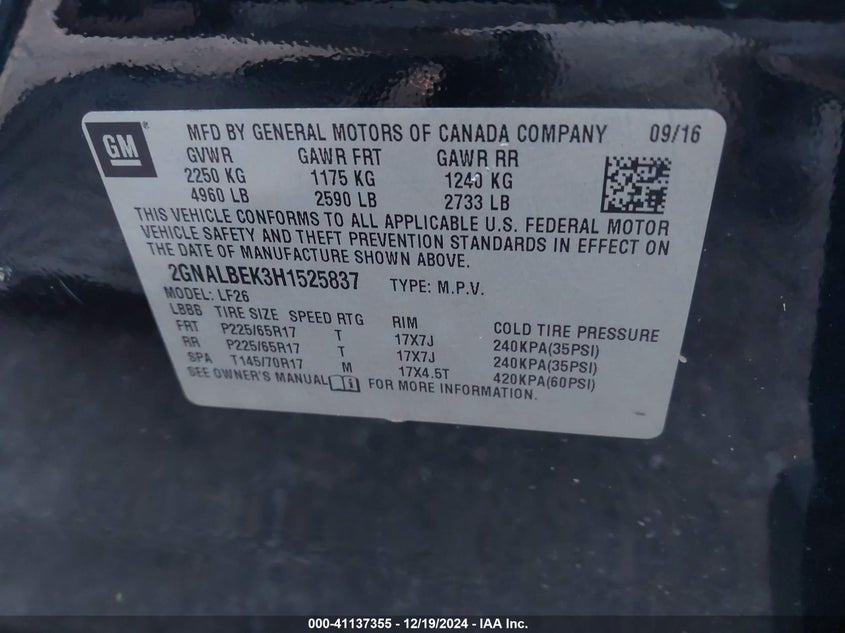 GM®
MFD BY GENERAL MOTORS OF CANADA COMPANY 09/16
GVWR GAWR FRT GAWR RR
2250 KG 1175 KG 1240 KG
4960 LB 2590 LB 2733 LB
THIS VEHICLE CONFORMS TO ALL APPLICABLE U.S. FEDERAL MOTOR
VEHICLE SAFETY AND THEFT PREVENTION STANDARDS IN EFFECT ON
THE DATE OF MANUFACTURE SHOWN ABOVE.
2GNALBEK3H1525837 TYPE: M.P.V.
MODEL: LF26
LBBB TIRE SIZE SPEED RTG RIM COLD TIRE PRESSURE
FRT P225/65R17 T 17X7J 240KPA(35PSI)
RR P225/65R17 T 17X7J 240KPA(35PSI)
SPA T145/70R17 M 17X4.5T 420KPA(60PSI)
SEE OWNER'S MANUAL FOR MORE INFORMATION.
000-41137355 - 12/19/2024 - IAA Inc.